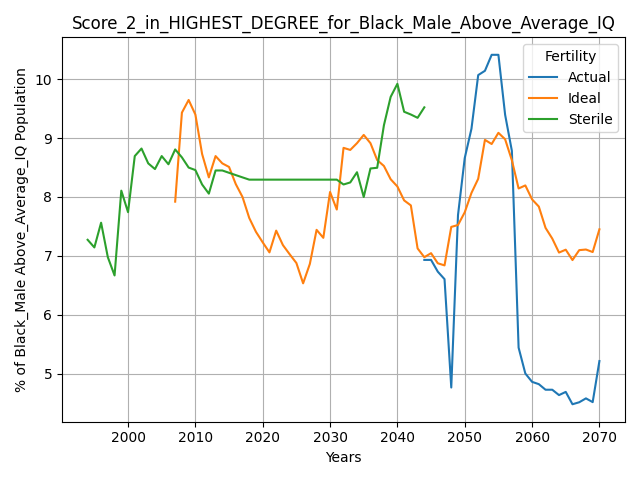 Score_2_in_HIGHEST_DEGREE_for_Black_Male_Above_Average_IQ
% of Black_Male Above_Average_IQ Population
10
9
8
7
6
5
Fertility
Actual
Ideal
Sterile
2000 2010 2020 2030 2040 2050 2060 2070
Years